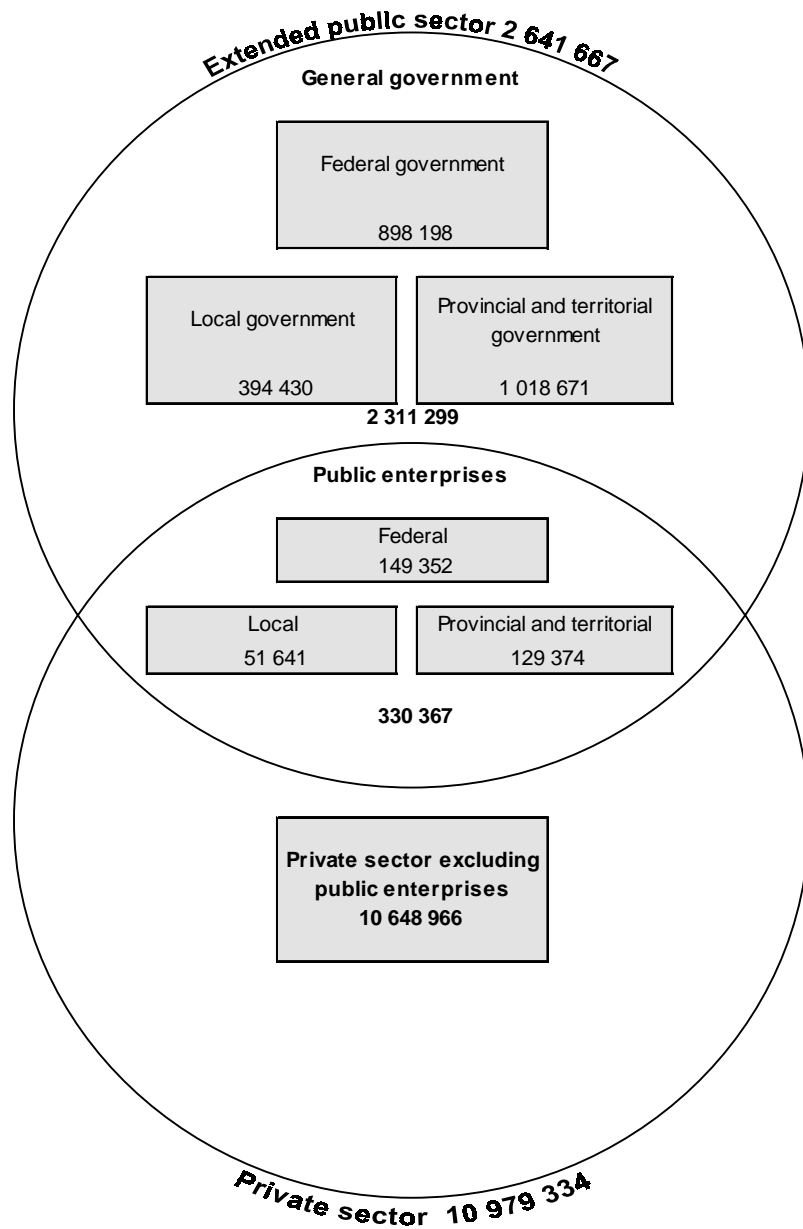 Extended public sector 2 641 667
General government
Federal government
898 198
Local government
394 430
Provincial and territorial
government
1 018 671
2 311 299
Public enterprises
Federal
149 352
Local
51 641
Provincial and territorial
129 374
330 367
Private sector excluding
public enterprises
10 648 966
Private sector 10 979 334